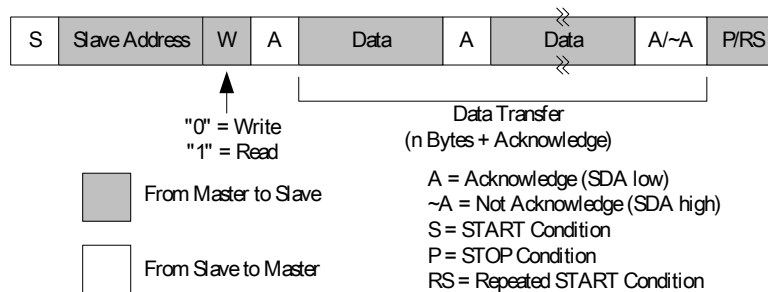 S Slave Address W A Data A Data A/~A P/RS
"0" = Write
"1" = Read
Data Transfer
(n Bytes + Acknowledge)
From Master to Slave
From Slave to Master
A = Acknowledge (SDA low)
~A = Not Acknowledge (SDA high)
S = START Condition
P = STOP Condition
RS = Repeated START Condition